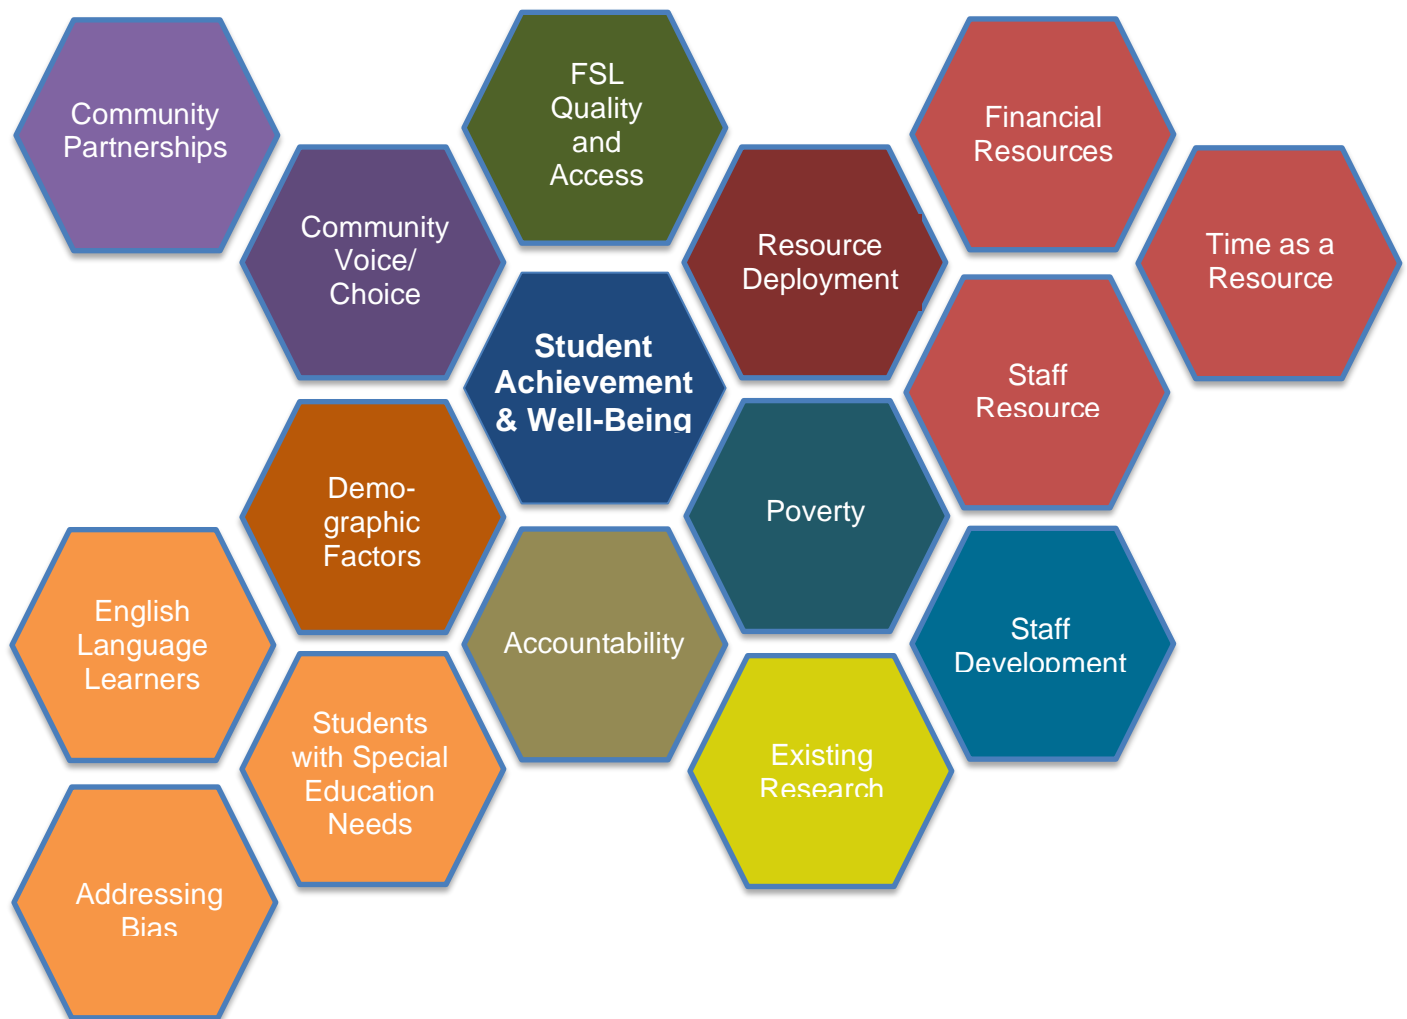 Community
Partnerships
FSL
Quality
and
Access
Financial
Resources
Community
Voice/
Choice
Resource
Deployment
Time as a
Resource
Student
Achievement
& Well-Being
Staff
Resource
Demo-
graphic
Factors
Poverty
English
Language
Learners
Accountability
Staff
Development
Students
with Special
Education
Needs
Existing
Research
Addressing
Bias